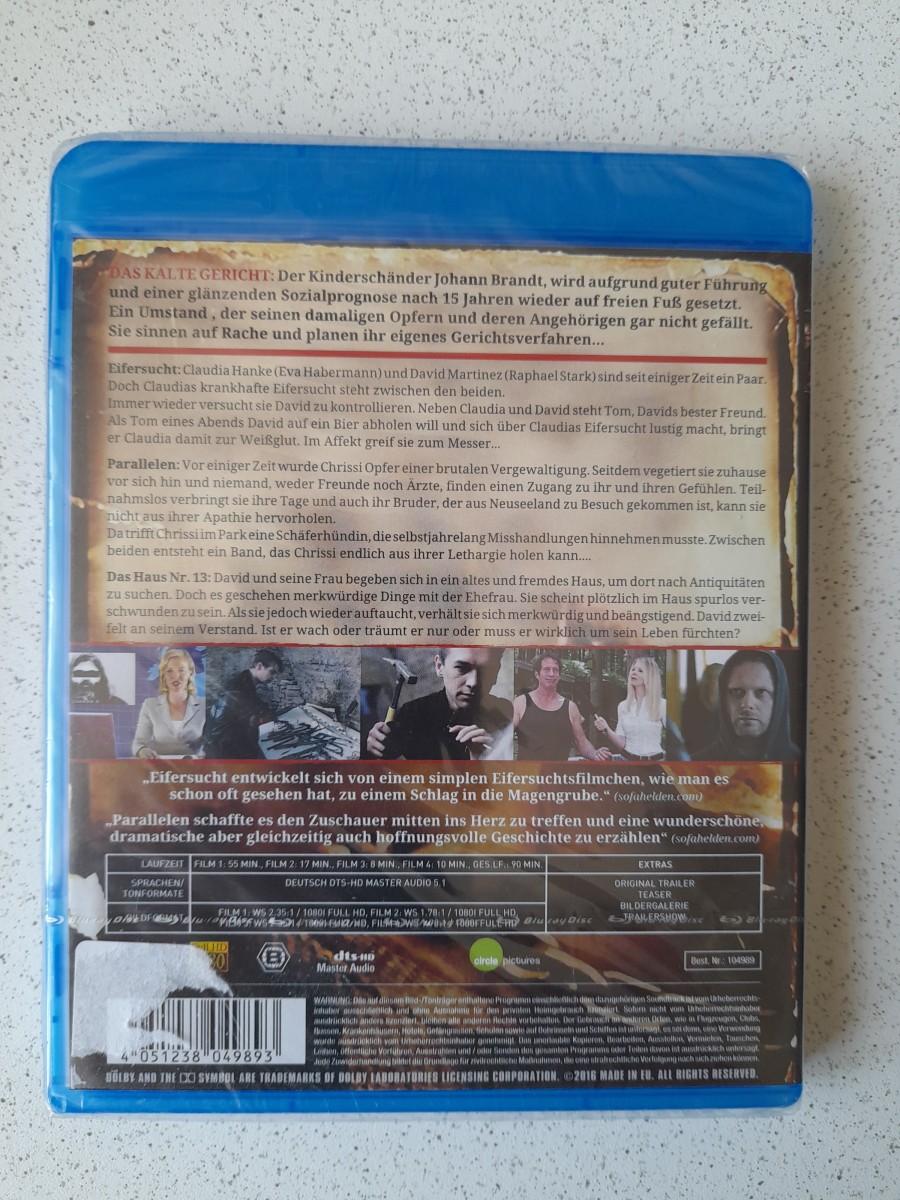 DAS KALTE GERICHT: Der Kinderschänder Johann Brandt, wird aufgrund guter Führung
und einer glänzenden Sozialprognose nach 15 Jahren wieder auf freien Fuß gesetzt.
Ein Umstand , der seinen damaligen Opfern und deren Angehörigen gar nicht gefällt.
Sie sinnen auf Rache und planen ihr eigenes Gerichtsverfahren...
Eifersucht: Claudia Hanke (Eva Habermann) und David Martinez (Raphael Stark) sind seit einiger Zeit ein Paar.
Doch Claudias krankhafte Eifersucht steht zwischen den beiden.
Immer wieder versucht sie David zu kontrollieren. Neben Claudia und David steht Tom, Davids bester Freund.
Als Tom eines Abends David auf ein Bier abholen will und sich über Claudias Eifersucht lustig macht, bringt
er Claudia damit zur Weißglut. Im Affekt greif sie zum Messer...
Parallelen: Vor einiger Zeit wurde Chrissi Opfer einer brutalen Vergewaltigung. Seitdem vegetiert sie zuhause
vor sich hin und niemand, weder Freunde noch Ärzte, finden einen Zugang zu ihr und ihren Gefühlen. Teil-
nahmslos verbringt sie ihre Tage und auch ihr Bruder, der aus Neuseeland zu Besuch gekommen ist, kann sie
nicht aus ihrer Apathie hervorholen.
Da trifft Chrissi im Park eine Schäferhündin, die selbst jahrelang Misshandlungen hinnehmen musste. Zwischen
beiden entsteht ein Band, das Chrissi endlich aus ihrer Lethargie holen kann....
Das Haus Nr. 13: David und seine Frau begeben sich in ein altes und fremdes Haus, um dort nach Antiquitäten
zu suchen. Doch es geschehen merkwürdige Dinge mit der Ehefrau. Sie scheint plötzlich im Haus spurlos ver-
schwunden zu sein. Als sie jedoch wieder auftaucht, verhält sie sich merkwürdig und beängstigend. David zwei-
felt an seinem Verstand. Ist er wach oder träumt er nur oder muss er wirklich um sein Leben fürchten?
„Eifersucht entwickelt sich von einem simplen Eifersuchtsfilmchen, wie man es
schon oft gesehen hat, zu einem Schlag in die Magengrube.“ (sofahelden.com)
„Parallelen schaffte es den Zuschauer mitten ins Herz zu treffen und eine wunderschöne,
dramatische aber gleichzeitig auch hoffnungsvolle Geschichte zu erzählen“ (sofahelden.com)
LAUFZEIT FILM 1: 55 MIN., FILM 2: 17 MIN., FILM 3: 8 MIN., FILM 4: 10 MIN., GES.LF.: 90 MIN. EXTRAS
SPRACHEN/
TONFORMATE DEUTSCH DTS-HD MASTER AUDIO 5.1
ORIGINAL TRAILER
TEASER
BILDERGALERIE
TRAILERSHOW
BILDFORMAT FILM 1: WS 2.35:1 / 1080I FULL HD, FILM 2: WS 1.78:1 / 1080I FULL HD,
Blu-ray Disc
dts-HD
Master Audio
circle pictures
Best. Nr.: 104989
4 051238 049893
WARNUNG: Das auf diesem Bild-/Tonträger enthaltene Programm einschließlich dem dazugehörigen Soundtrack ist vom Urheberrechts-
DOLBY AND THE SYMBOL ARE TRADEMARKS OF DOLBY LABORATORIES LICENSING CORPORATION. ©2016 MADE IN EU. ALL RIGHTS RESERVED.